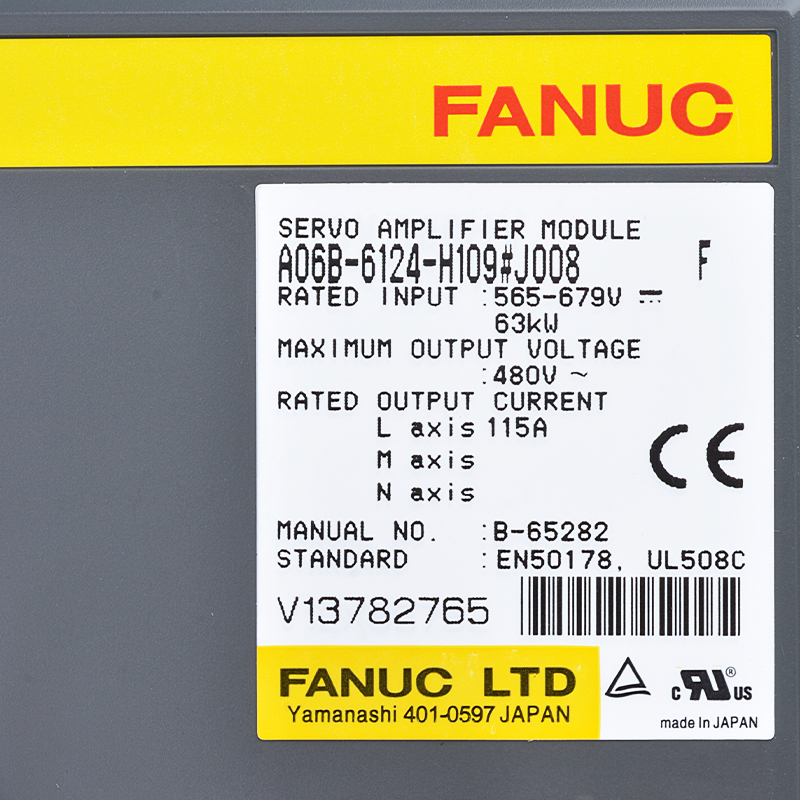 FANUC
SERVO AMPLIFIER MODULE
A06B-6124-H109#J008 F
RATED INPUT :565-679V ⎓
63kW
MAXIMUM OUTPUT VOLTAGE
:480V ~
RATED OUTPUT CURRENT
L axis 115A
M axis
N axis
CE
MANUAL NO. :B-65282
STANDARD :EN50178, UL508C
V13782765
FANUC LTD
Yamanashi 401-0597 JAPAN
c RU ® US
made in JAPAN